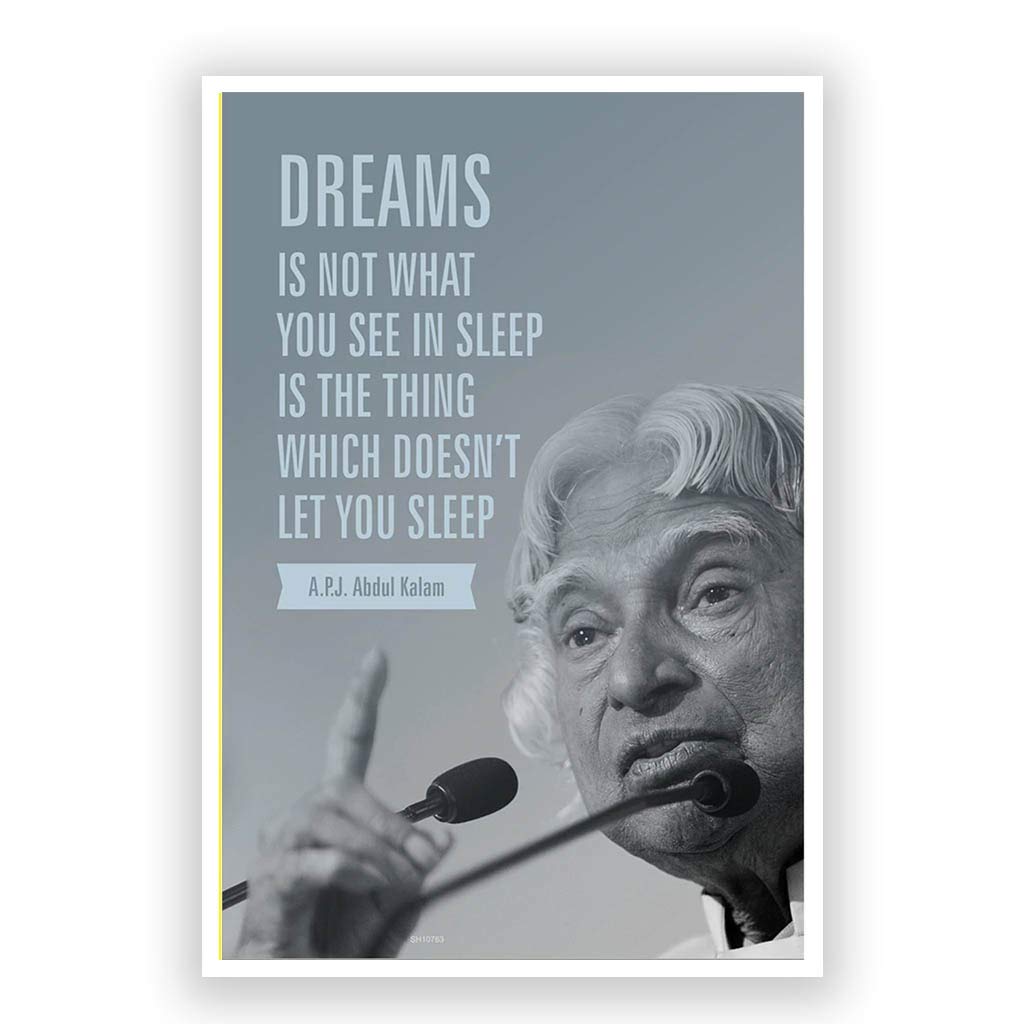 DREAMS
IS NOT WHAT
YOU SEE IN SLEEP
IS THE THING
WHICH DOESN'T
LET YOU SLEEP
A.P.J. Abdul Kalam
SH10763